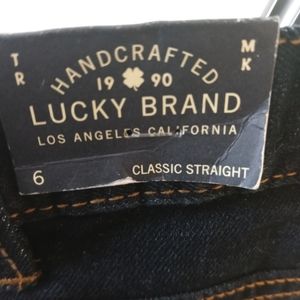 HANDCRAFTED
TR MK
19 90
LUCKY BRAND
LOS ANGELES CALIFORNIA
6 CLASSIC STRAIGHT